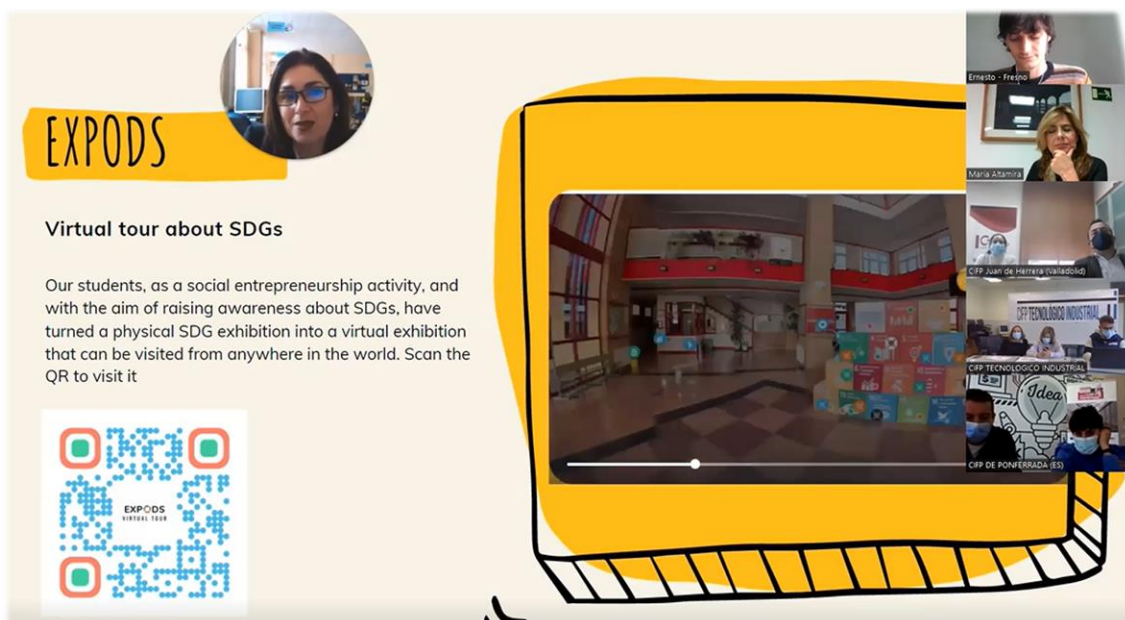 EXPODS
Virtual tour about SDGs
Our students, as a social entrepreneurship activity, and
with the aim of raising awareness about SDGs, have
turned a physical SDG exhibition into a virtual exhibition
that can be visited from anywhere in the world. Scan the
QR to visit it
EXPODS
VIRTUAL TOUR
Ernesto - Fresno
María Altamira
CIFP Juan de Herrera (Valladolid)
CIFP TECNOLÓGICO INDUSTRIAL
CIFP TECNOLOGICO INDUSTRIAL
Idea
CIFP DE PONFERRADA (ES)